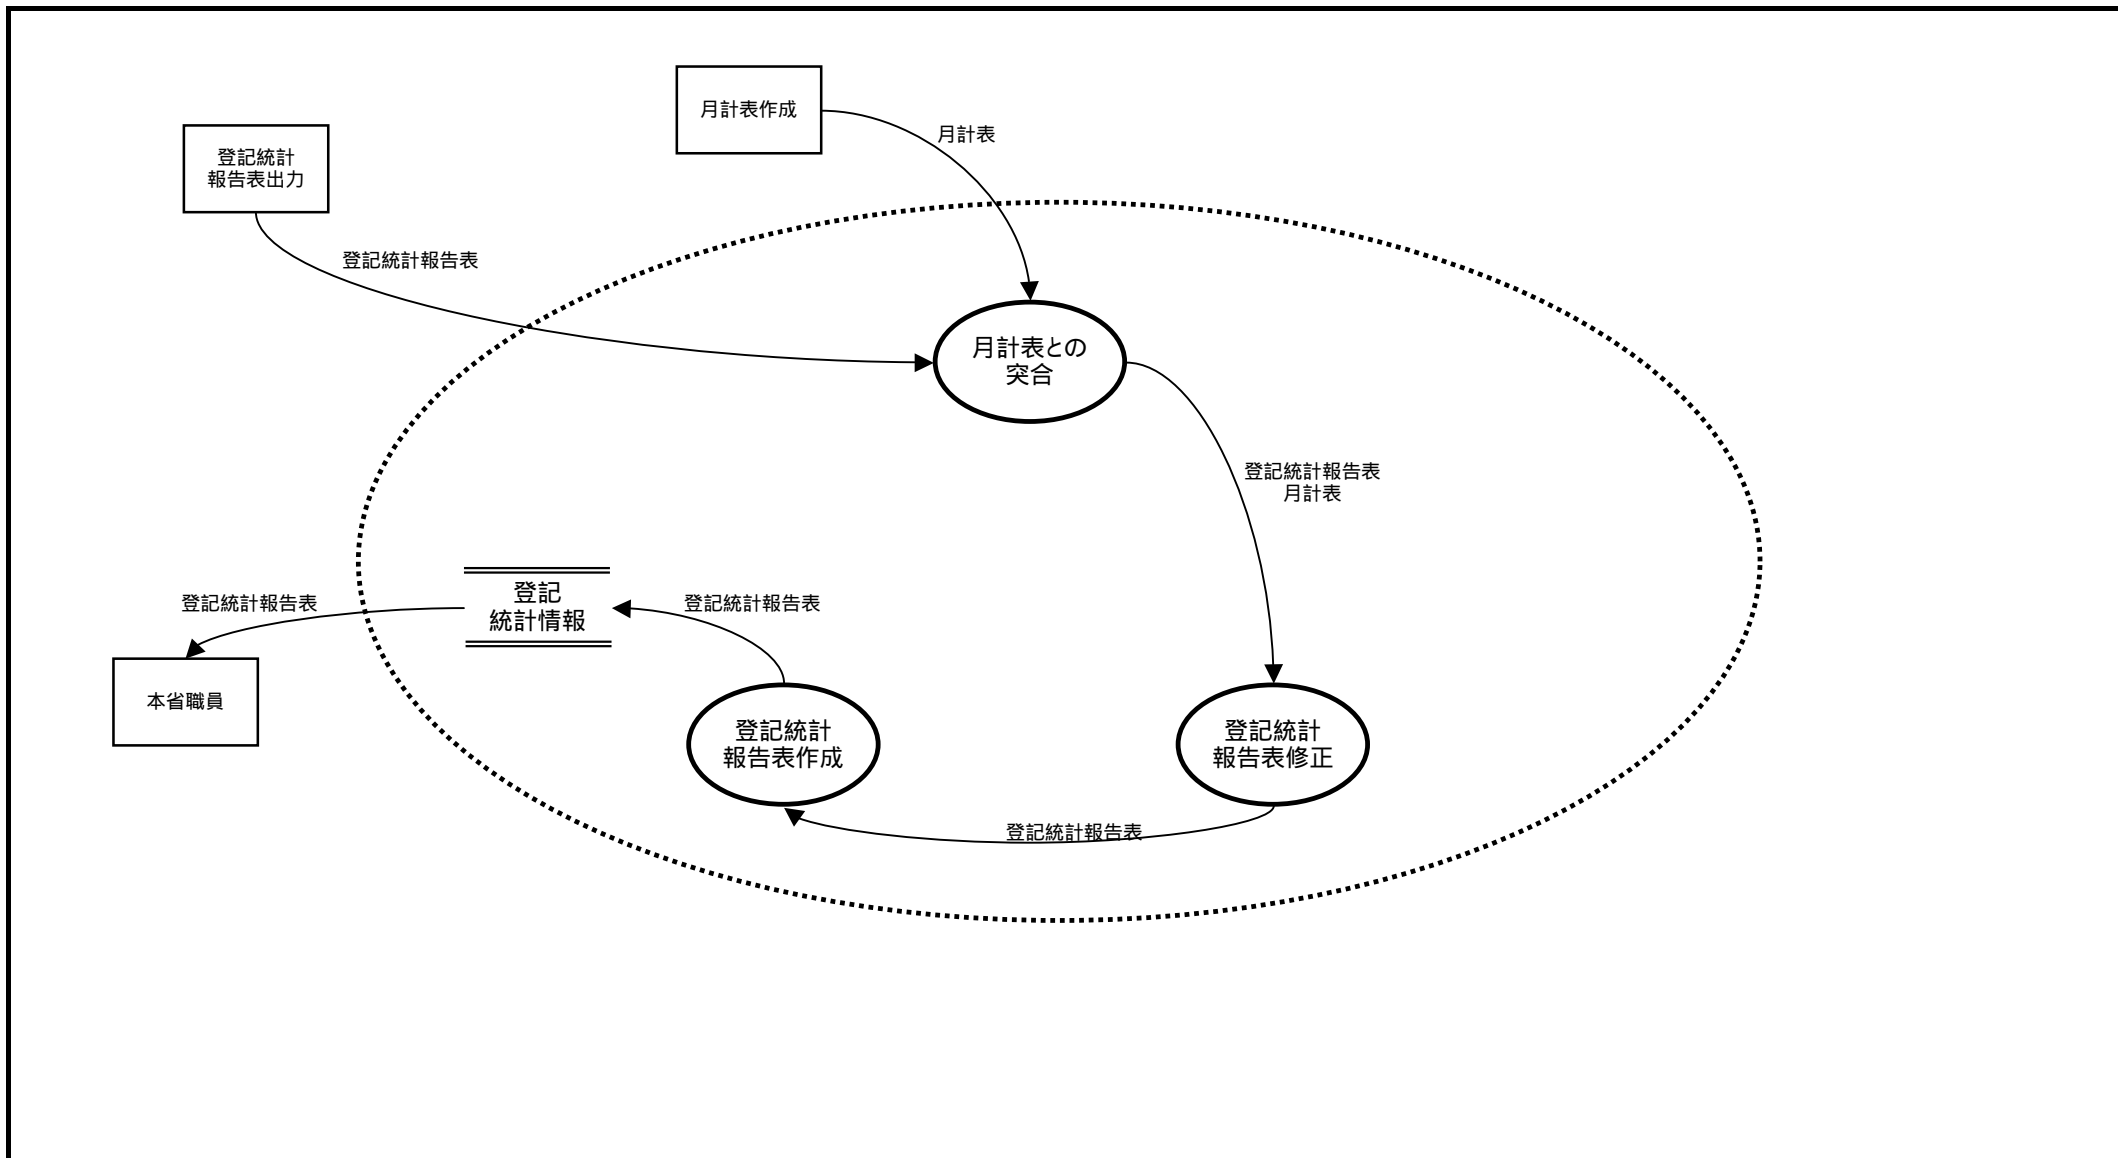 月計表作成
月計表
登記統計
報告表出力
登記統計報告表
月計表との
突合
登記統計報告表
月計表
登記統計報告表
登記
統計情報
登記統計報告表
本省職員
登記統計
報告表作成
登記統計
報告表修正
登記統計報告表